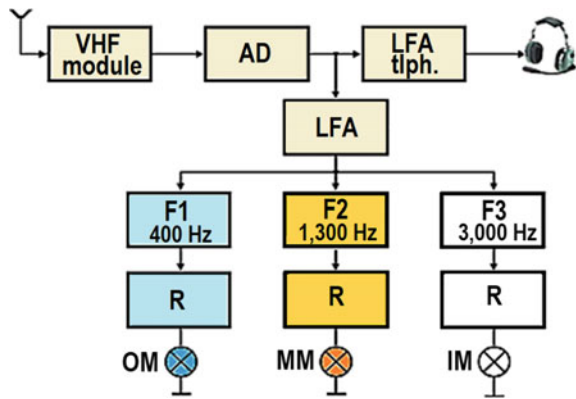 VHF
module
AD
LFA
tlph.
LFA
F1
400 Hz
F2
1,300 Hz
F3
3,000 Hz
R
R
R
OM
MM
IM